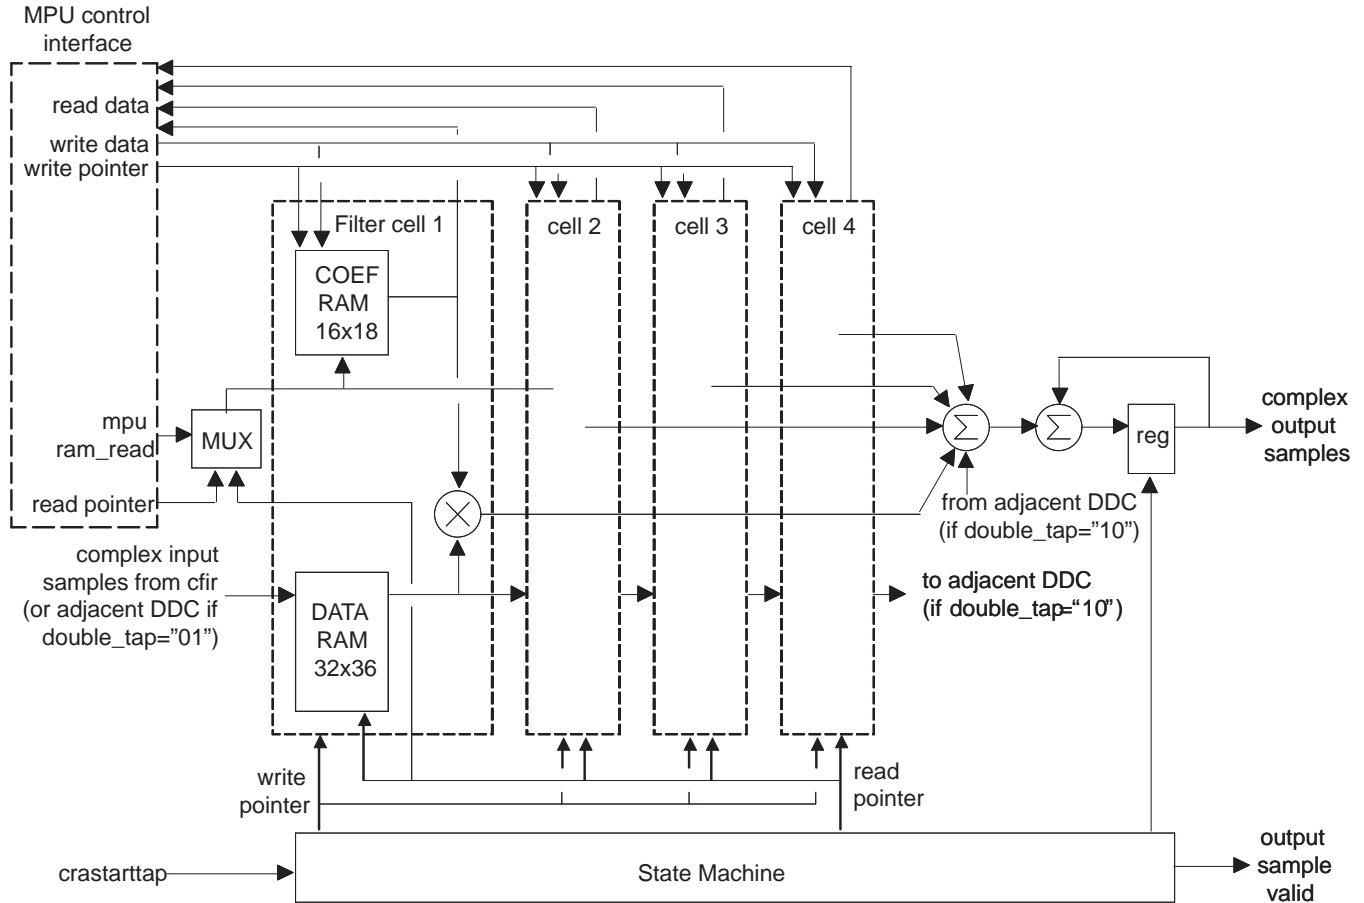 MPU control
interface
read data
write data
write pointer
Filter cell 1
cell 2
cell 3
cell 4
COEF
RAM
16x18
mpu
ram_read
MUX
read pointer
Σ
Σ
reg
complex
output
samples
from adjacent DDC
(if double_tap=”10”)
complex input
samples from cfir
(or adjacent DDC if
double_tap=”01”)
DATA
RAM
32x36
to adjacent DDC
(if double_tap=“10”)
write
pointer
read
pointer
crastarttap
State Machine
output
sample
valid